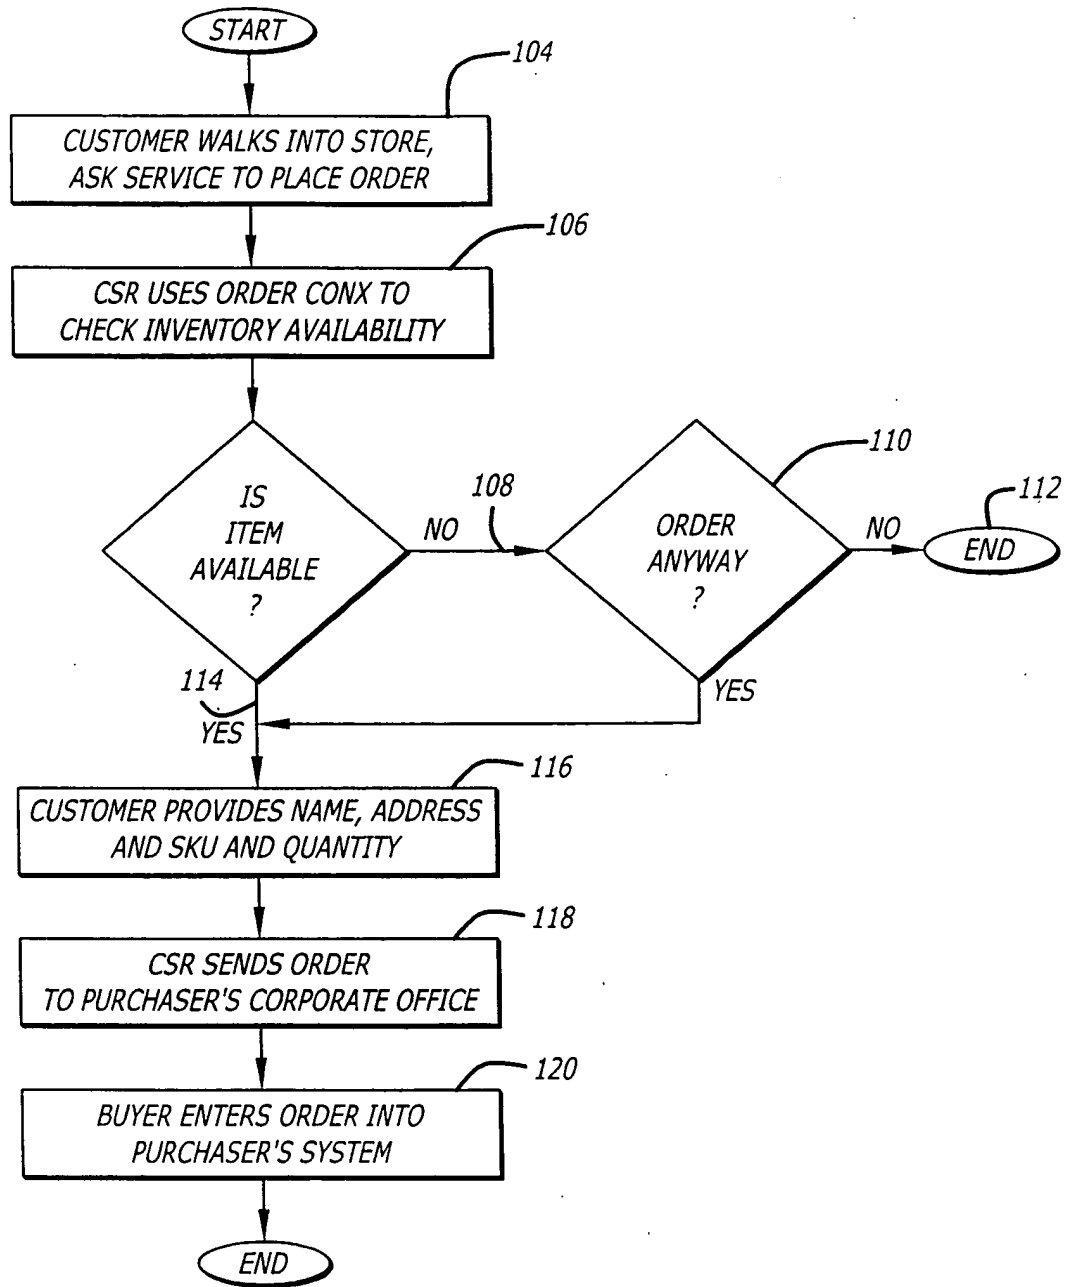 START
104
CUSTOMER WALKS INTO STORE,
ASK SERVICE TO PLACE ORDER
106
CSR USES ORDER CONX TO
CHECK INVENTORY AVAILABILITY
IS
ITEM
AVAILABLE
?
NO
108
ORDER
ANYWAY
?
110
NO
112
END
114
YES
YES
116
CUSTOMER PROVIDES NAME, ADDRESS
AND SKU AND QUANTITY
118
CSR SENDS ORDER
TO PURCHASER'S CORPORATE OFFICE
120
BUYER ENTERS ORDER INTO
PURCHASER'S SYSTEM
END